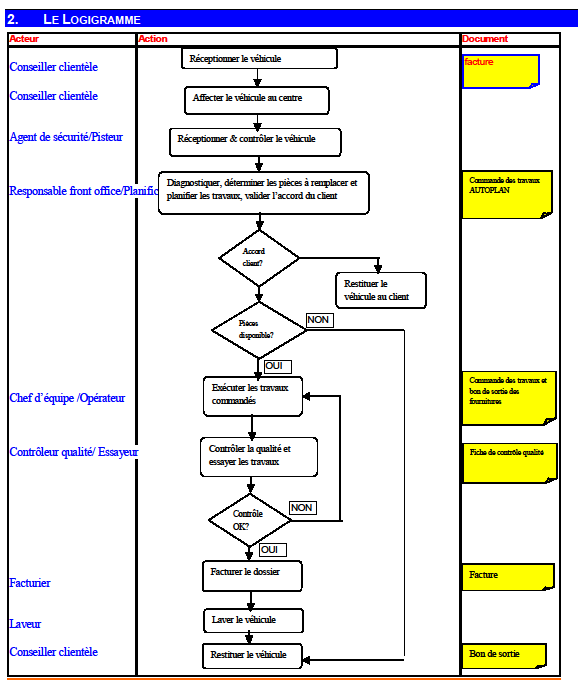 2. LE LOGIGRAMME
Acteur
Action
Document
Conseiller clientèle
Réceptionner le véhicule
facture
Conseiller clientèle
Affecter le véhicule au centre
Agent de sécurité/Pisteur
Réceptionner & contrôler le véhicule
Responsable front office/Planific
Diagnostiquer, déterminer les pièces à remplacer et
planifier les travaux, valider l'accord du client
Commande des travaux
AUTOPLAN
Accord
client?
Restituer le
véhicule au client
Pièces
disponible?
NON
OUI
Chef d'équipe /Opérateur
Exécuter les travaux
commandés
Commande des travaux et
bon de sortie des
fournitures
Contrôleur qualité/ Essayeur
Contrôler la qualité et
essayer les travaux
Fiche de contrôle qualité
Contrôle
OK?
NON
OUI
Facturier
Facturer le dossier
Facture
Laveur
Laver le véhicule
Conseiller clientèle
Restituer le véhicule
Bon de sortie